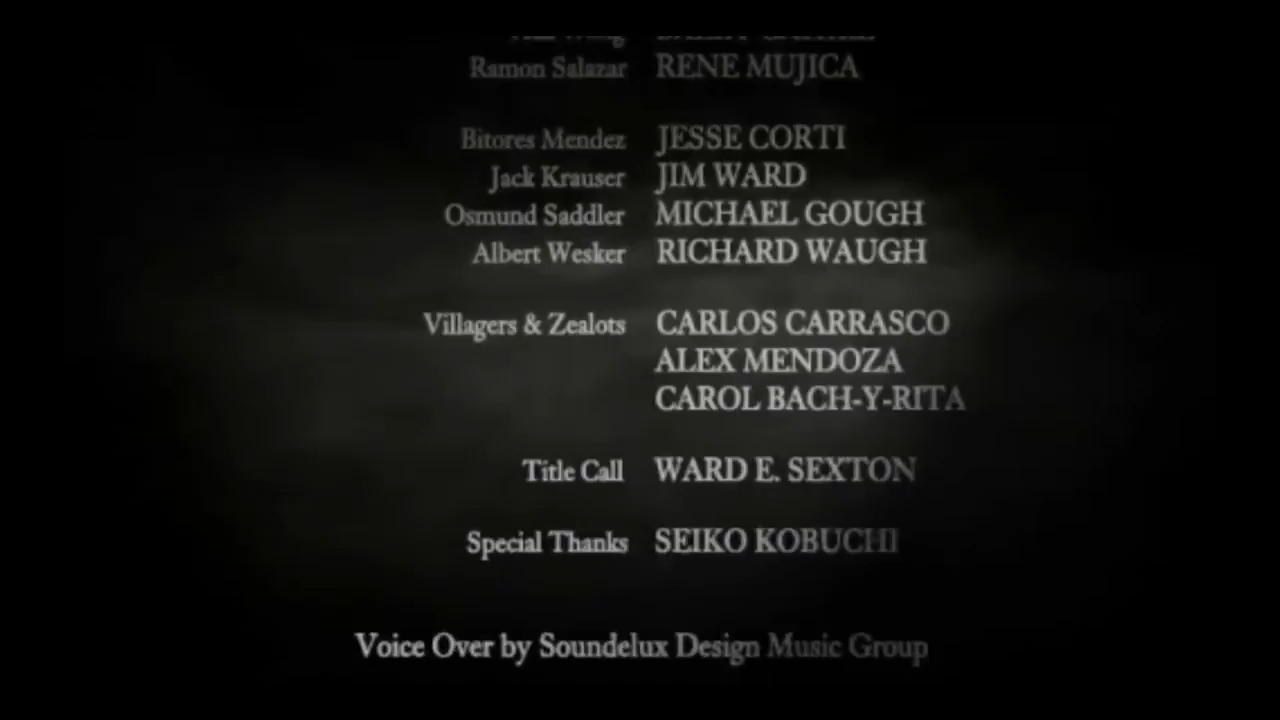 Ramon Salazar RENE MUJICA
Bitores Mendez JESSE CORTI
Jack Krauser JIM WARD
Osmund Saddler MICHAEL GOUGH
Albert Wesker RICHARD WAUGH
Villagers & Zealots CARLOS CARRASCO
ALEX MENDOZA
CAROL BACH-Y-RITA
Title Call WARD E. SEXTON
Special Thanks SEIKO KOBUCHI
Voice Over by Soundelux Design Music Group